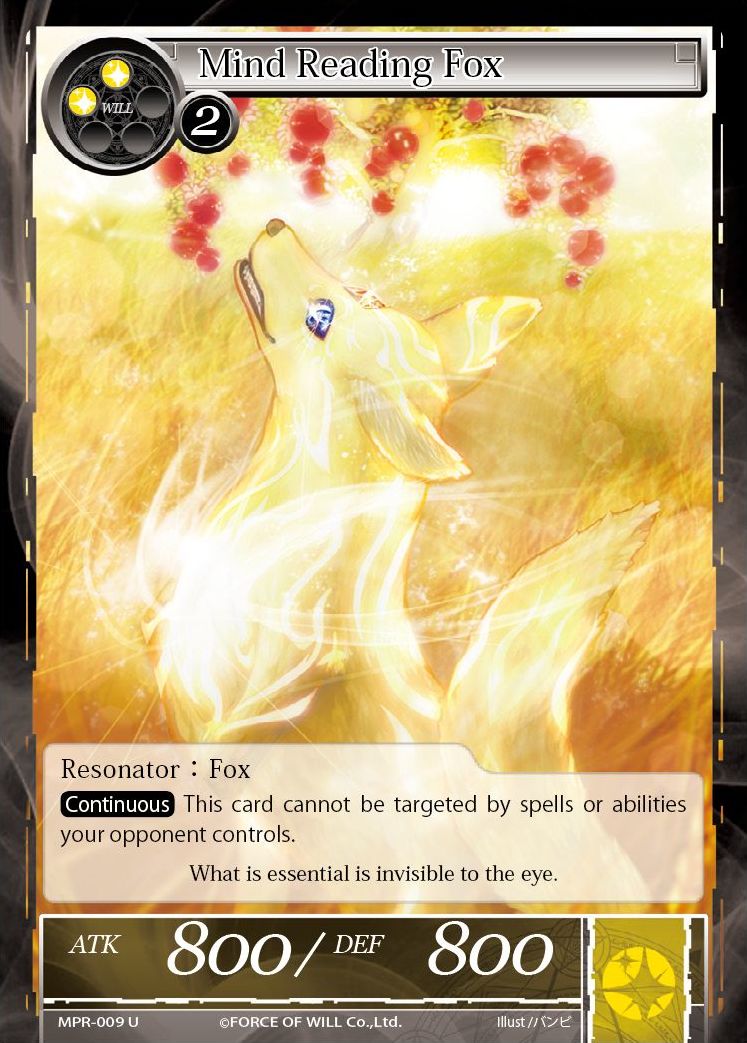 Mind Reading Fox
WILL
2
Resonator : Fox
Continuous This card cannot be targeted by spells or abilities
your opponent controls.
What is essential is invisible to the eye.
ATK 800 / DEF 800
MPR-009 U ©FORCE OF WILL Co.,Ltd. Illust/バンビ